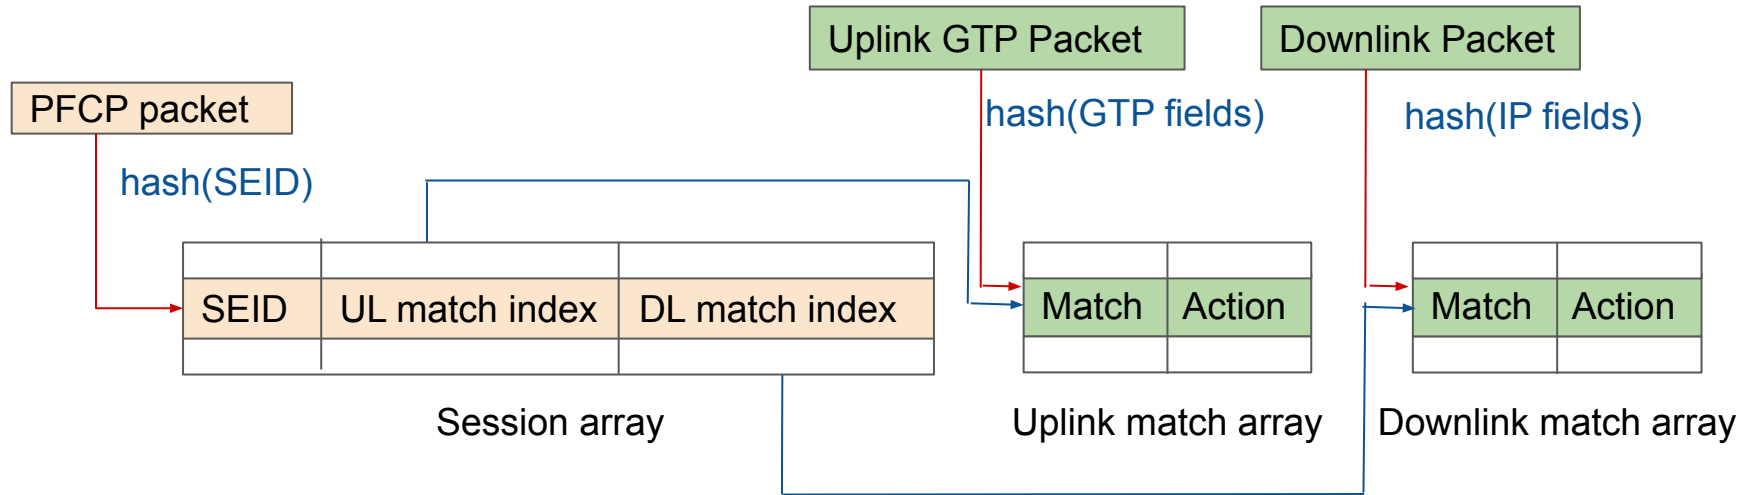 Uplink GTP Packet
Downlink Packet
PFCP packet
hash(GTP fields)
hash(IP fields)
hash(SEID)
SEID
UL match index
DL match index
Match
Action
Match
Action
Session array
Uplink match array
Downlink match array